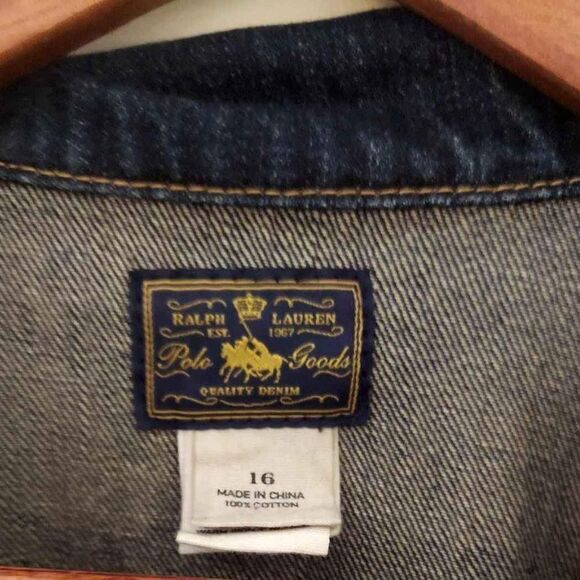 RALPH LAUREN
EST. 1967
Polo Goods
QUALITY DENIM
16
MADE IN CHINA
100% COTTON